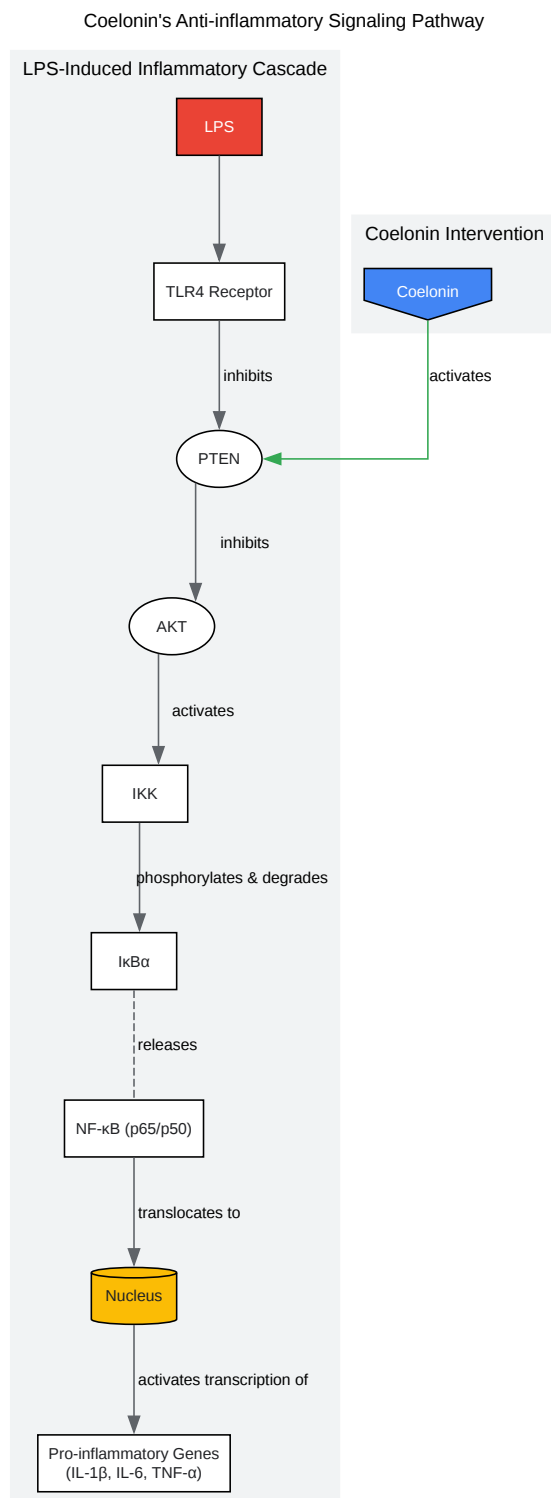 Coelonin's Anti-inflammatory Signaling Pathway
LPS-Induced Inflammatory Cascade
LPS
Coelonin Intervention
TLR4 Receptor
Coelonin
inhibits
activates
PTEN
inhibits
AKT
activates
IKK
phosphorylates & degrades
IκBα
releases
NF-κB (p65/p50)
translocates to
Nucleus
activates transcription of
Pro-inflammatory Genes
(IL-1β, IL-6, TNF-α)